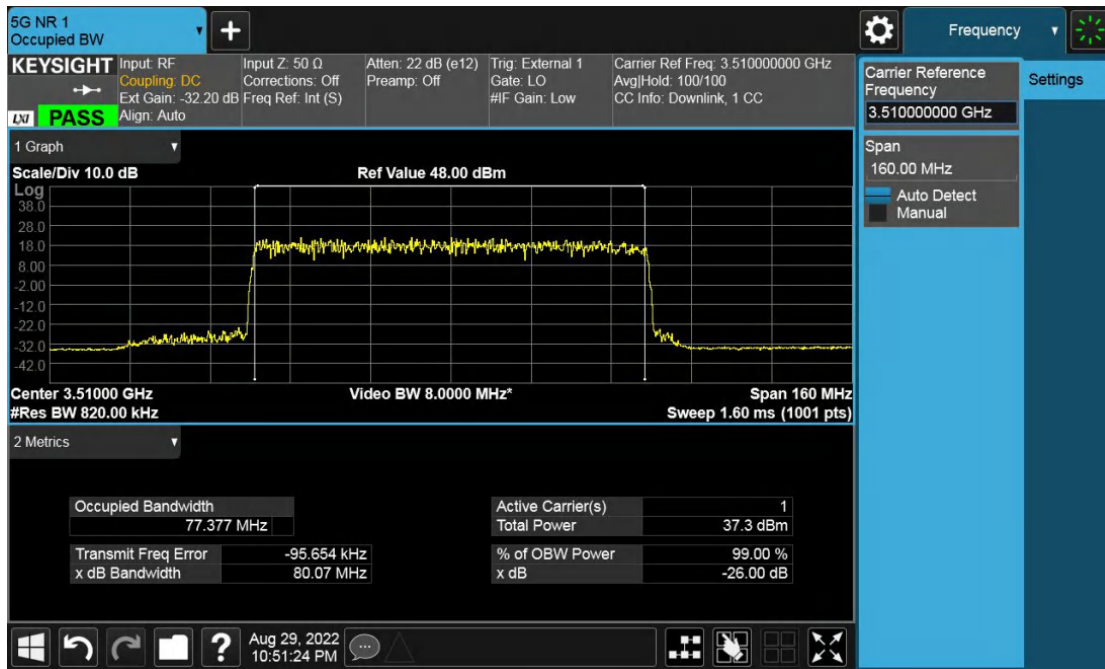 5G NR 1
Occupied BW
+
Frequency
KEYSIGHT
LXI
PASS
Input: RF
Coupling: DC
Ext Gain: -32.20 dB
Align: Auto
Input Z: 50 Ω
Corrections: Off
Freq Ref: Int (S)
Atten: 22 dB (e12)
Preamp: Off
Trig: External 1
Gate: LO
#IF Gain: Low
Carrier Ref Freq: 3.510000000 GHz
Avg|Hold: 100/100
CC Info: Downlink, 1 CC
Carrier Reference
Frequency
3.510000000 GHz
Span
160.00 MHz
Auto Detect
Manual
Settings
1 Graph
Scale/Div 10.0 dB
Ref Value 48.00 dBm
Log
38.0
28.0
18.0
8.00
-2.00
-12.0
-22.0
-32.0
-42.0
Center 3.51000 GHz
Video BW 8.0000 MHz*
Span 160 MHz
#Res BW 820.00 kHz
Sweep 1.60 ms (1001 pts)
2 Metrics
Occupied Bandwidth
77.377 MHz
Transmit Freq Error -95.654 kHz
x dB Bandwidth 80.07 MHz
Active Carrier(s) 1
Total Power 37.3 dBm
% of OBW Power 99.00 %
x dB -26.00 dB
?
Aug 29, 2022
10:51:24 PM